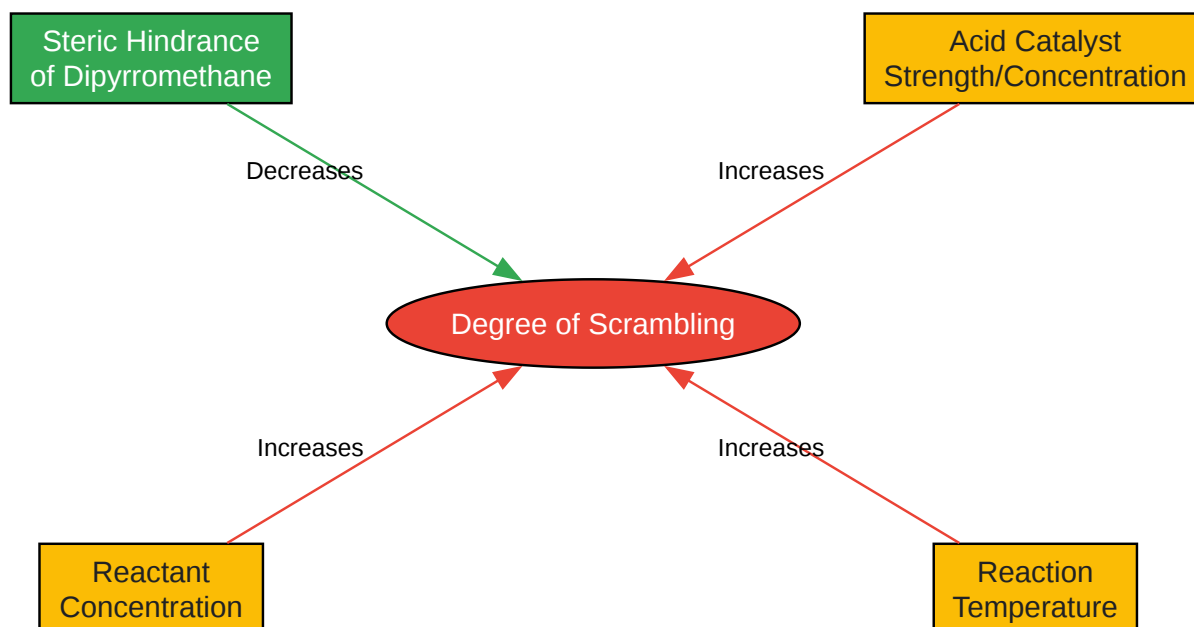 Steric Hindrance
of Dipyrromethane
Acid Catalyst
Strength/Concentration
Decreases
Increases
Degree of Scrambling
Increases
Increases
Reactant
Concentration
Reaction
Temperature